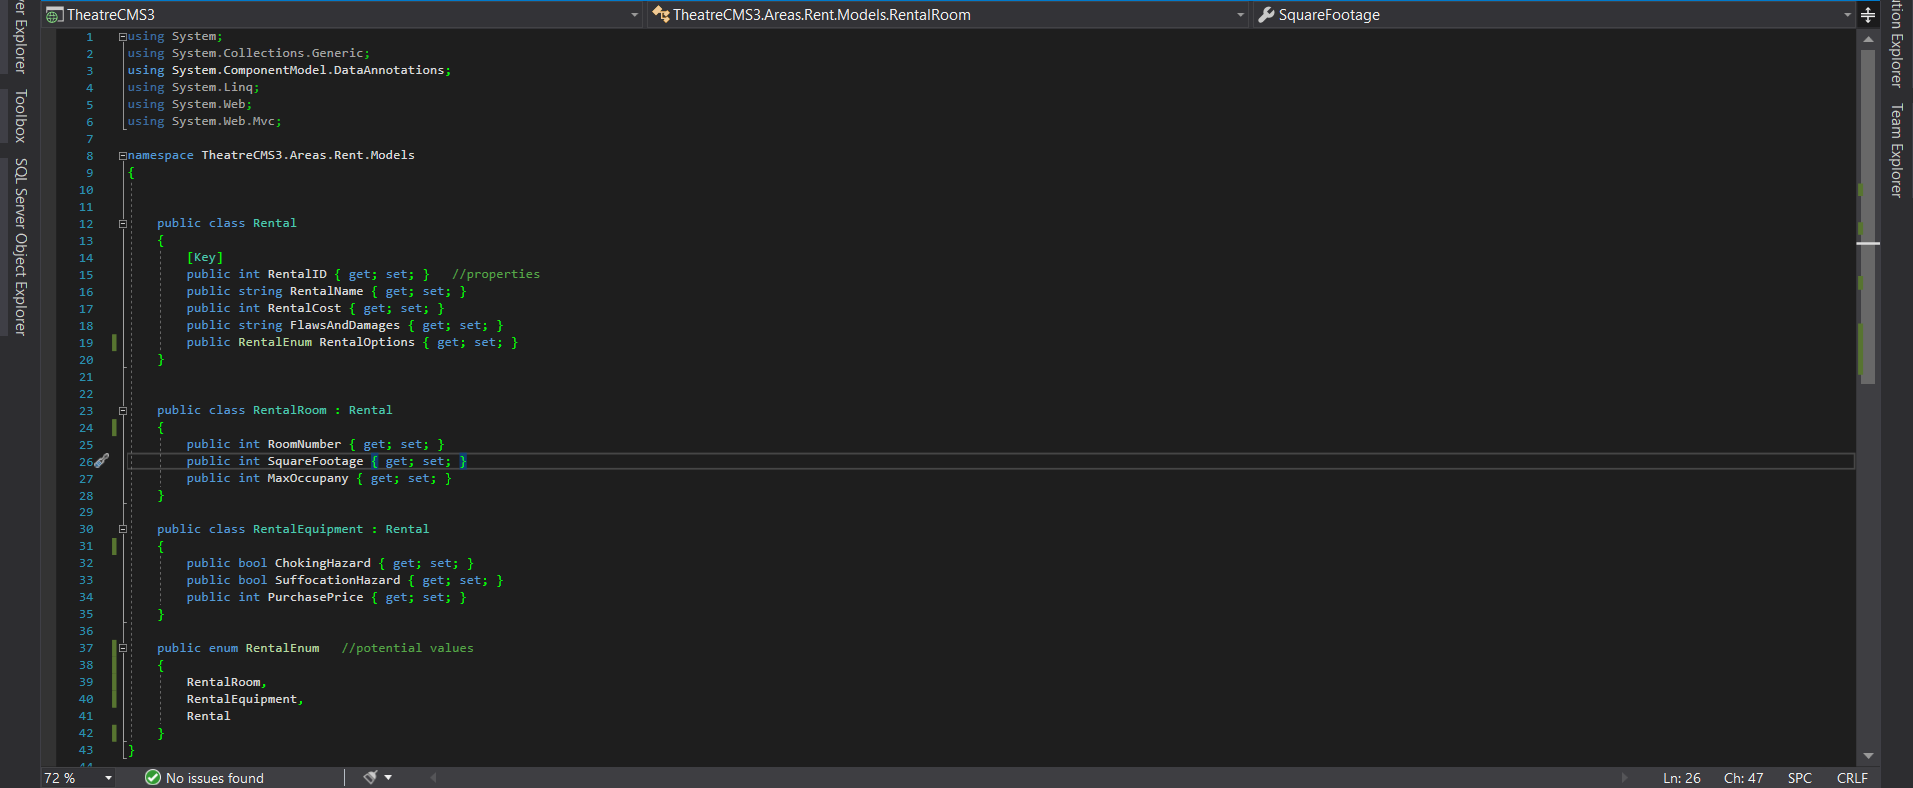 TheatreCMS3
TheatreCMS3.Areas.Rent.Models.RentalRoom
SquareFootage
er Explorer
Toolbox
SQL Server Object Explorer
1 using System;
2 using System.Collections.Generic;
3 using System.ComponentModel.DataAnnotations;
4 using System.Linq;
5 using System.Web;
6 using System.Web.Mvc;
7
8 namespace TheatreCMS3.Areas.Rent.Models
9 {
10
11
12     public class Rental
13     {
14         [Key]
15         public int RentalID { get; set; }   //properties
16         public string RentalName { get; set; }
17         public int RentalCost { get; set; }
18         public string FlawsAndDamages { get; set; }
19         public RentalEnum RentalOptions { get; set; }
20     }
21
22
23     public class RentalRoom : Rental
24     {
25         public int RoomNumber { get; set; }
26         public int SquareFootage { get; set; }
27         public int MaxOccupany { get; set; }
28     }
29
30     public class RentalEquipment : Rental
31     {
32         public bool ChokingHazard { get; set; }
33         public bool SuffocationHazard { get; set; }
34         public int PurchasePrice { get; set; }
35     }
36
37     public enum RentalEnum   //potential values
38     {
39         RentalRoom,
40         RentalEquipment,
41         Rental
42     }
43 }
44
ution Explorer
Team Explorer
72 %
No issues found
Ln: 26
Ch: 47
SPC
CRLF